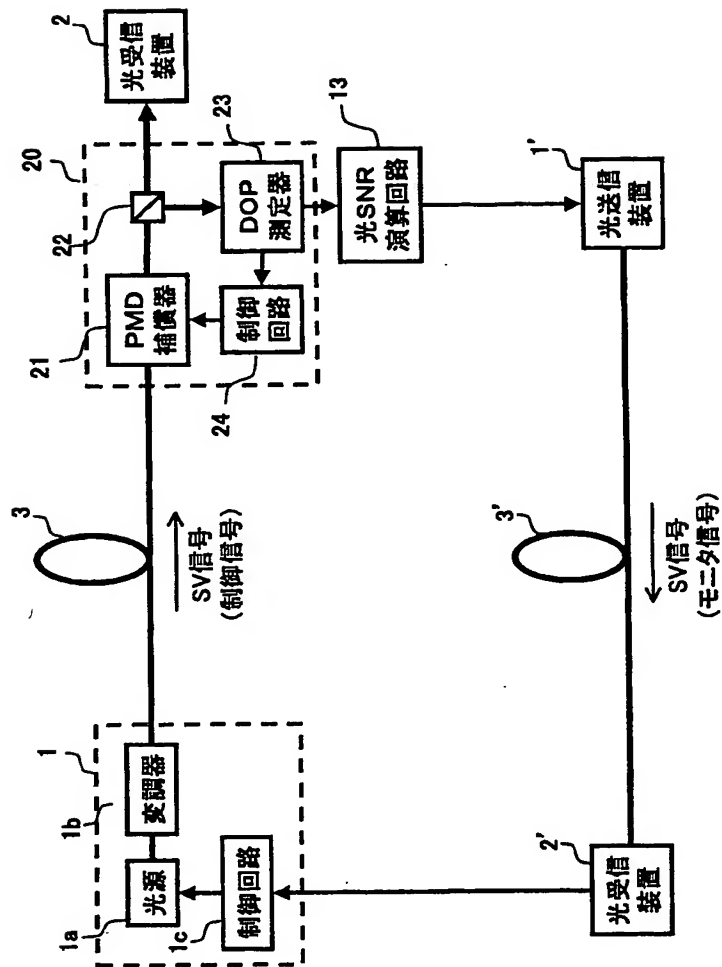 1
1a
光源
1b
変調器
1c
制御回路
3
SV信号
(制御信号)
20
21
PMD
補償器
22
23
DOP
測定器
24
制御
回路
2
光受信
装置
13
光SNR
演算回路
1'
光送信
装置
3'
SV信号
(モニタ信号)
2'
光受信
装置